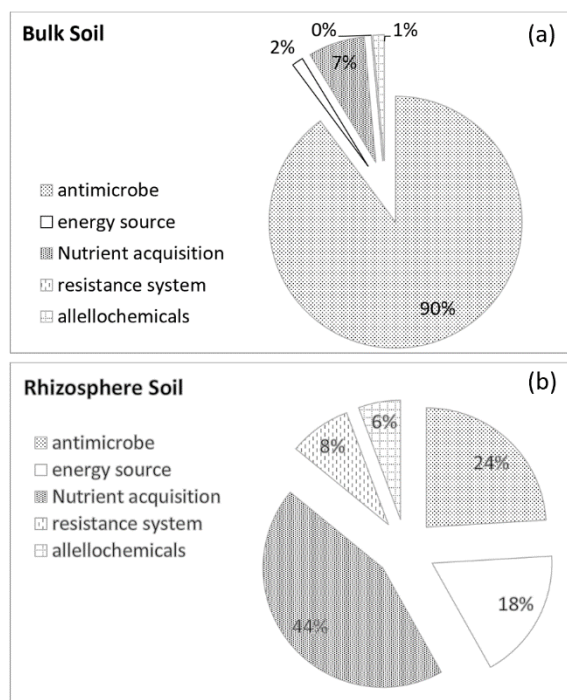 Bulk Soil
(a)
0%
1%
2%
7%
antimicrobe
energy source
Nutrient acquisition
resistance system
allellochemicals
90%
Rhizosphere Soil
(b)
6%
8%
24%
antimicrobe
energy source
Nutrient acquisition
resistance system
allellochemicals
18%
44%